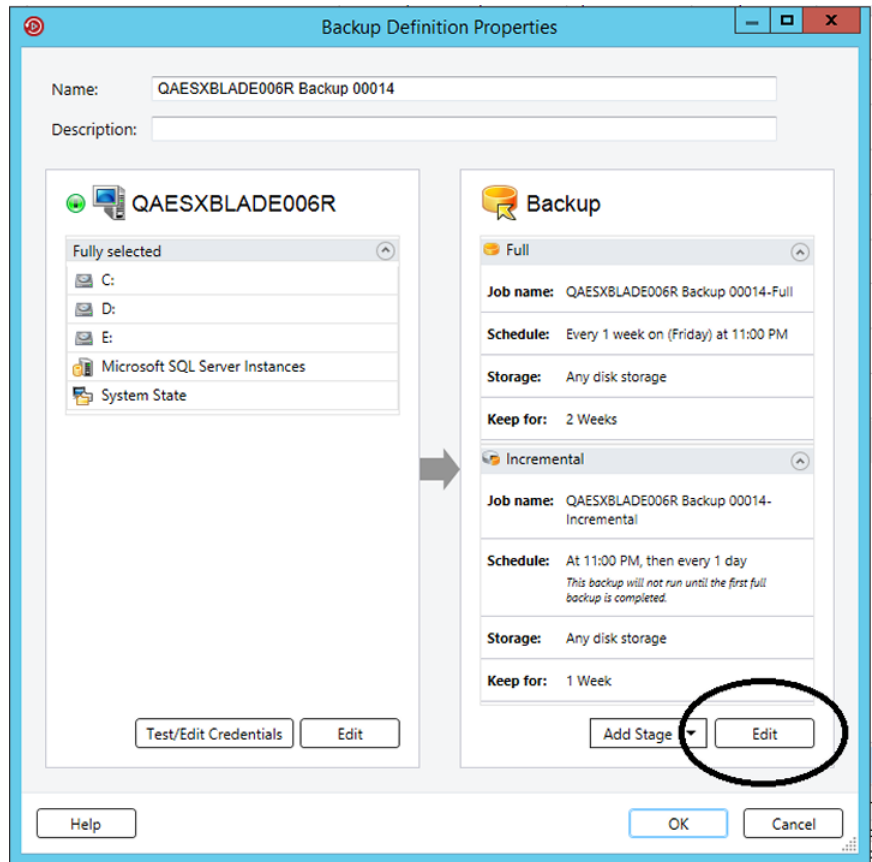 Backup Definition Properties
Name: QAESXBLADE006R Backup 00014
Description:
QAESXBLADE006R
Fully selected
C:
D:
E:
Microsoft SQL Server Instances
System State
Test/Edit Credentials
Edit
Backup
Full
Job name: QAESXBLADE006R Backup 00014-Full
Schedule: Every 1 week on (Friday) at 11:00 PM
Storage: Any disk storage
Keep for: 2 Weeks
Incremental
Job name: QAESXBLADE006R Backup 00014-
Incremental
Schedule: At 11:00 PM, then every 1 day
This backup will not run until the first full
backup is completed.
Storage: Any disk storage
Keep for: 1 Week
Add Stage
Edit
Help
OK
Cancel